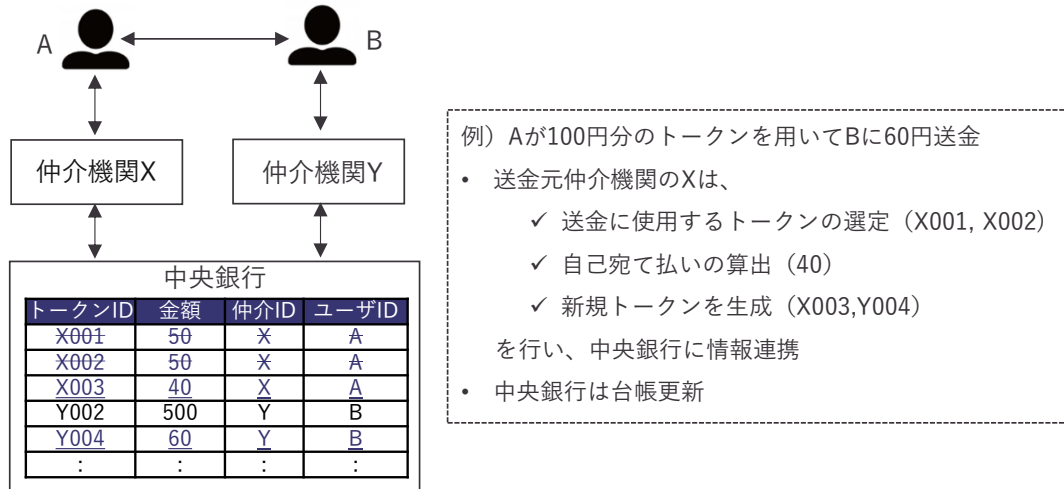 A
B
仲介機関X
仲介機関Y
中央銀行
トークンID 金額 仲介ID ユーザID
X001 50 X A
X002 50 X A
X003 40 X A
Y002 500 Y B
Y004 60 Y B
: : : :
例）Aが100円分のトークンを用いてBに60円送金
• 送金元仲介機関のXは、
✓ 送金に使用するトークンの選定（X001, X002）
✓ 自己宛て払いの算出（40）
✓ 新規トークンを生成（X003,Y004）
を行い、中央銀行に情報連携
• 中央銀行は台帳更新